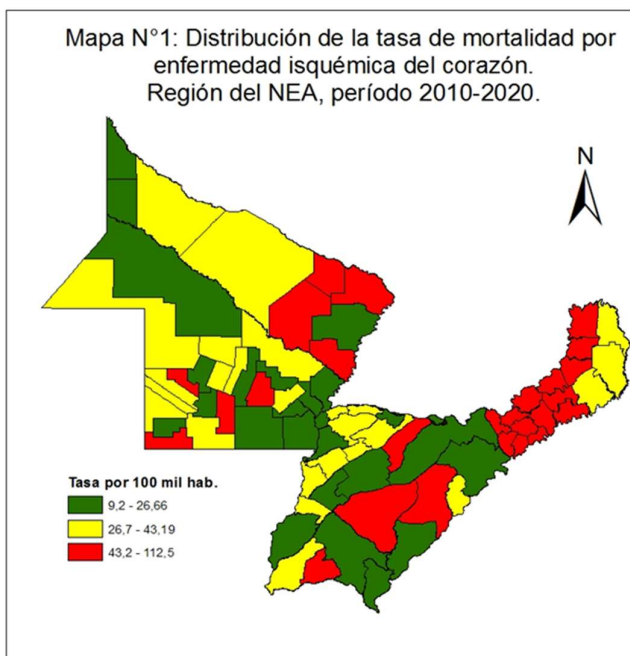 Mapa N°1: Distribución de la tasa de mortalidad por
enfermedad isquémica del corazón.
Región del NEA, período 2010-2020.
N
Tasa por 100 mil hab.
9,2 - 26,66
26,7 - 43,19
43,2 - 112,5